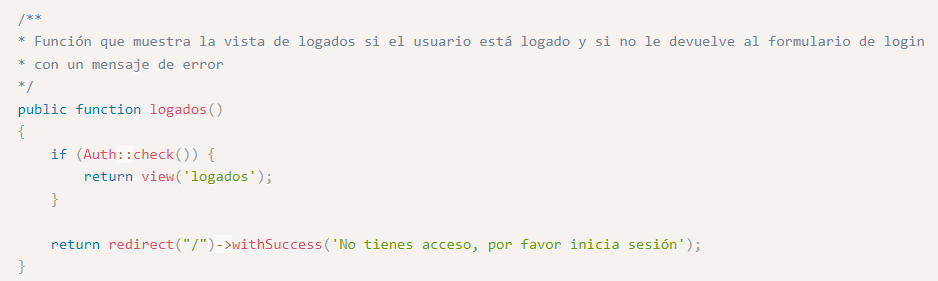 /**
* Función que muestra la vista de logados si el usuario está logado y si no le devuelve al formulario de login
* con un mensaje de error
*/
public function logados()
{
    if (Auth::check()) {
        return view('logados');
    }

    return redirect("/")->withSuccess('No tienes acceso, por favor inicia sesión');
}